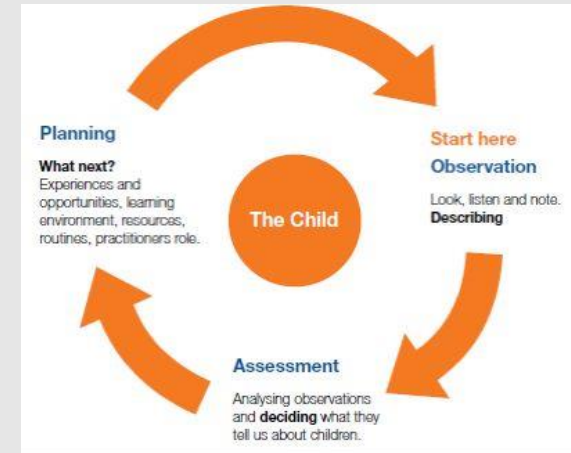 Planning
What next?
Experiences and
opportunities, learning
environment, resources,
routines, practitioners role.
The Child
Start here
Observation
Look, listen and note.
Describing
Assessment
Analysing observations
and deciding what they
tell us about children.